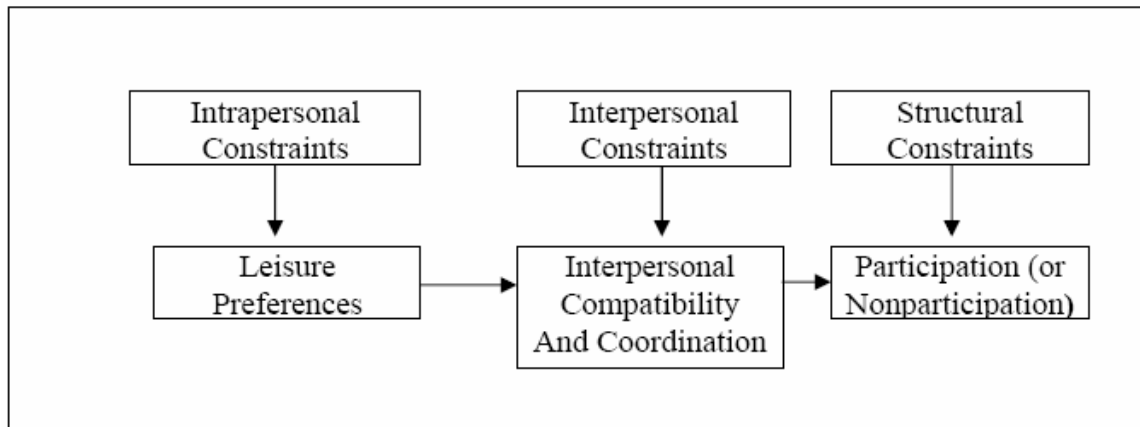 Intrapersonal
Constraints
Interpersonal
Constraints
Structural
Constraints
Leisure
Preferences
Interpersonal
Compatibility
And Coordination
Participation (or
Nonparticipation)